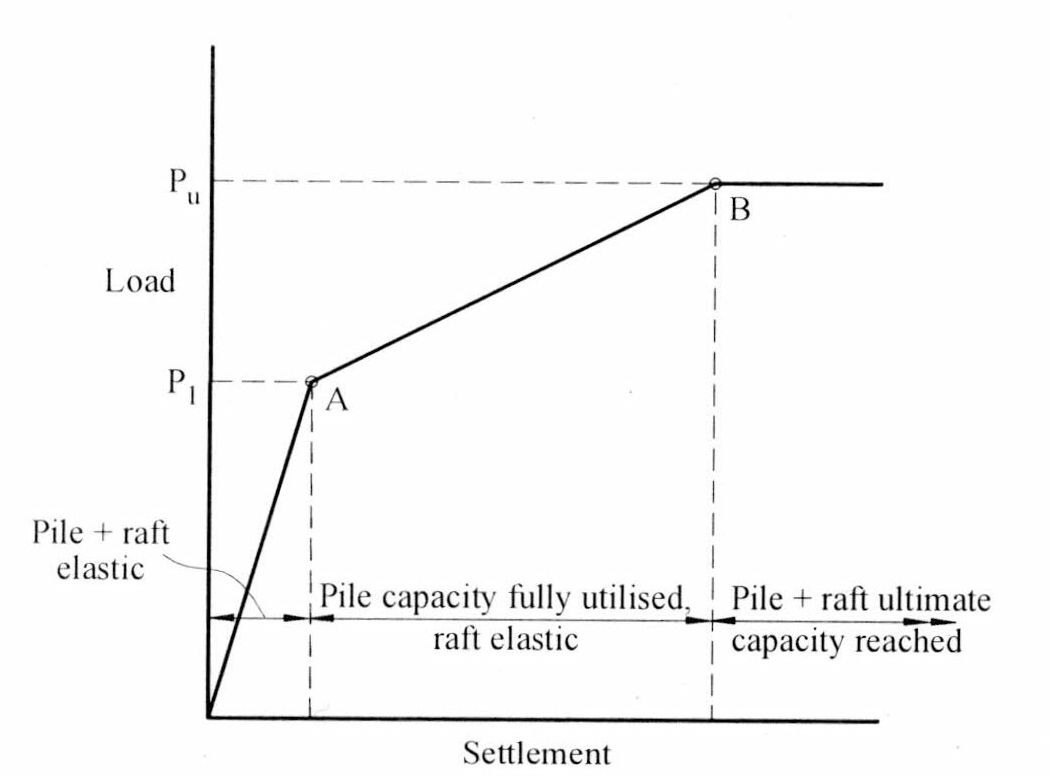 P_u
B
Load
P_1
A
Pile + raft
elastic
Pile capacity fully utilised,
raft elastic
Pile + raft ultimate
capacity reached
Settlement